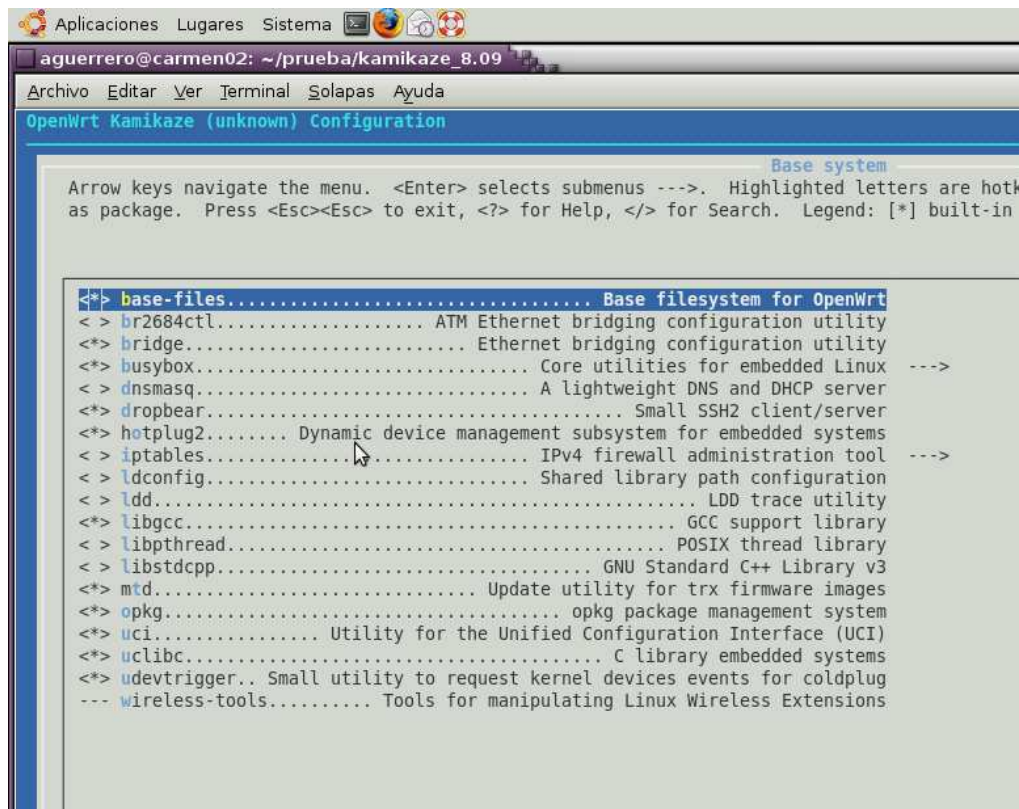 Aplicaciones Lugares Sistema
aguerrero@carmen02: ~/prueba/kamikaze_8.09
Archivo Editar Ver Terminal Solapas Ayuda
OpenWrt Kamikaze (unknown) Configuration
Base system
Arrow keys navigate the menu. <Enter> selects submenus --->. Highlighted letters are hotk
as package. Press <Esc><Esc> to exit, <?> for Help, </> for Search. Legend: [*] built-in
<*> base-files................................... Base filesystem for OpenWrt
< > br2684ctl.................... ATM Ethernet bridging configuration utility
<*> bridge........................... Ethernet bridging configuration utility
<*> busybox................................ Core utilities for embedded Linux --->
< > dnsmasq................................ A lightweight DNS and DHCP server
<*> dropbear........................................ Small SSH2 client/server
<*> hotplug2........ Dynamic device management subsystem for embedded systems
< > iptables............................... IPv4 firewall administration tool --->
< > ldconfig............................... Shared library path configuration
< > ldd.................................................... LDD trace utility
<*> libgcc............................................... GCC support library
< > libpthread.......................................... POSIX thread library
< > libstdcpp.................................... GNU Standard C++ Library v3
<*> mtd............................... Update utility for trx firmware images
<*> opkg...................................... opkg package management system
<*> uci................ Utility for the Unified Configuration Interface (UCI)
<*> uclibc........................................ C library embedded systems
<*> udevtrigger.. Small utility to request kernel devices events for coldplug
--- wireless-tools.......... Tools for manipulating Linux Wireless Extensions